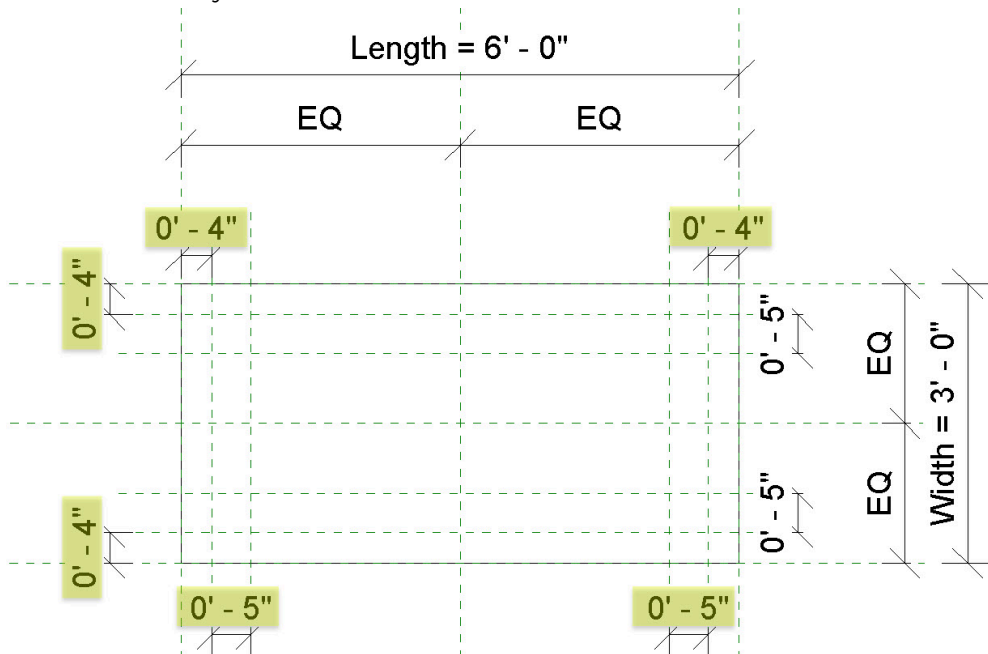 Length = 6' - 0"
EQ
EQ
0' - 4"
0' - 4"
0' - 4"
0' - 5"
EQ
Width = 3' - 0"
0' - 5"
EQ
0' - 4"
0' - 5"
0' - 5"